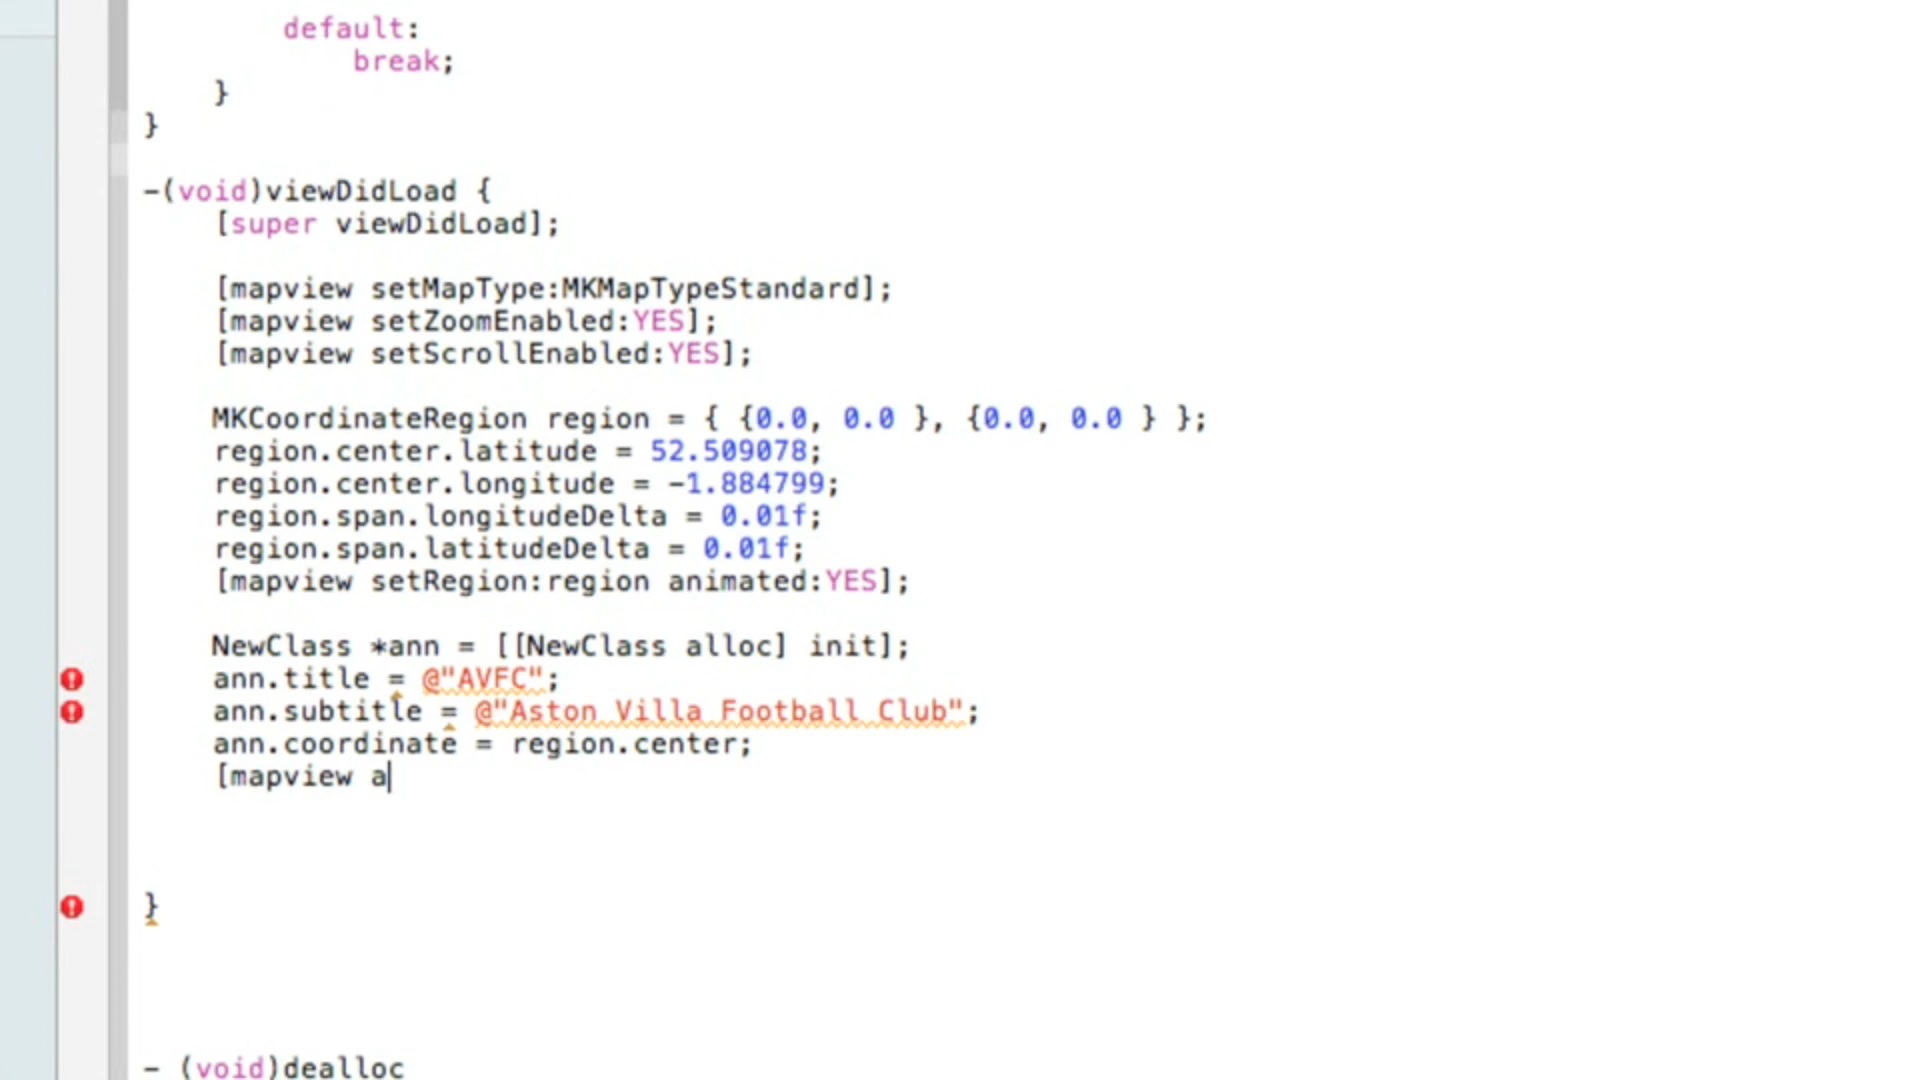 default:
break;
}
}
-(void)viewDidLoad {
[super viewDidLoad];
[mapview setMapType:MKMapTypeStandard];
[mapview setZoomEnabled:YES];
[mapview setScrollEnabled:YES];
MKCoordinateRegion region = { {0.0, 0.0 }, {0.0, 0.0 } };
region.center.latitude = 52.509078;
region.center.longitude = -1.884799;
region.span.longitudeDelta = 0.01f;
region.span.latitudeDelta = 0.01f;
[mapview setRegion:region animated:YES];
NewClass *ann = [[NewClass alloc] init];
ann.title = @"AVFC";
ann.subtitle = @"Aston Villa Football Club";
ann.coordinate = region.center;
[mapview a
}
- (void)dealloc